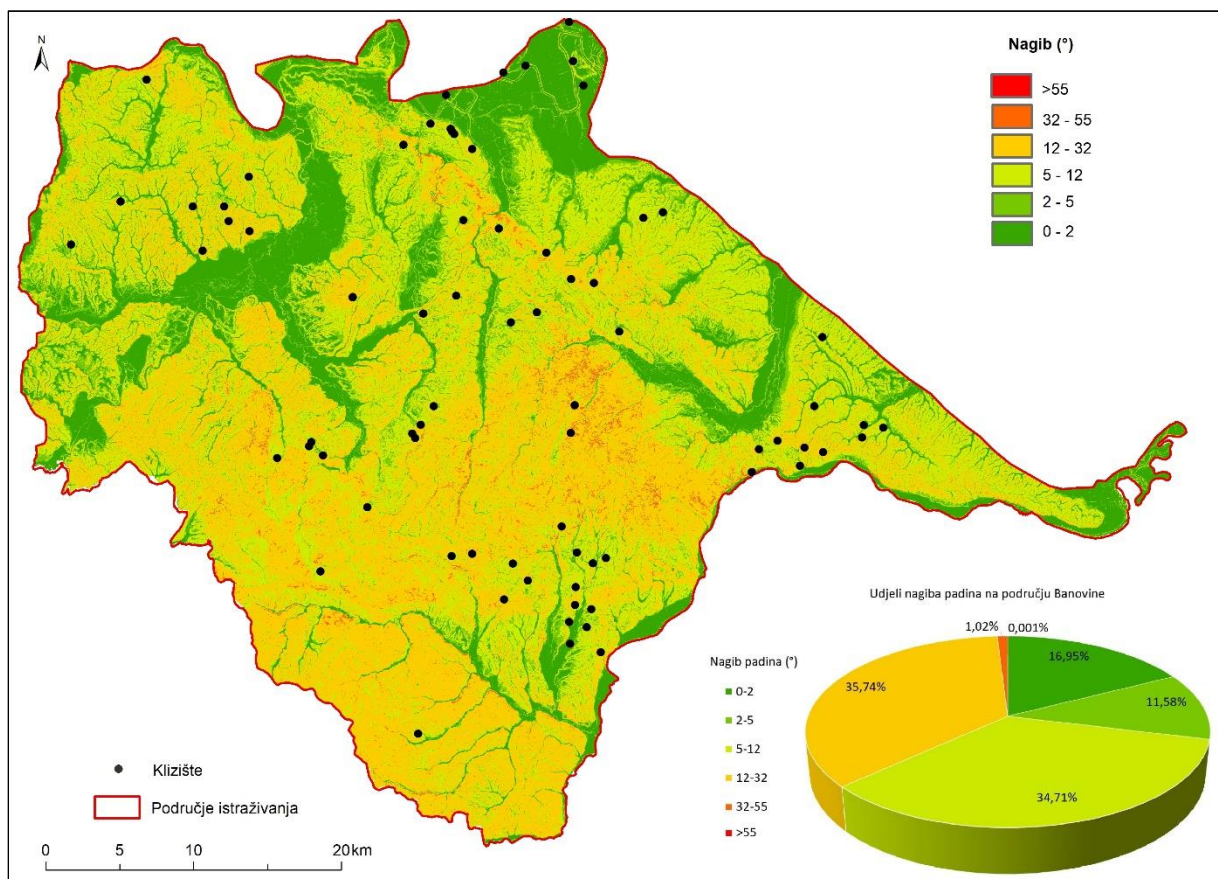 N
Nagib (°)
>55
32 - 55
12 - 32
5 - 12
2 - 5
0 - 2
Klizište
Područje istraživanja
0 5 10 20 km
Udjeli nagiba padina na području Banovine
Nagib padina (°)
0-2
2-5
5-12
12-32
32-55
>55
1,02%
0,001%
16,95%
11,58%
34,71%
35,74%